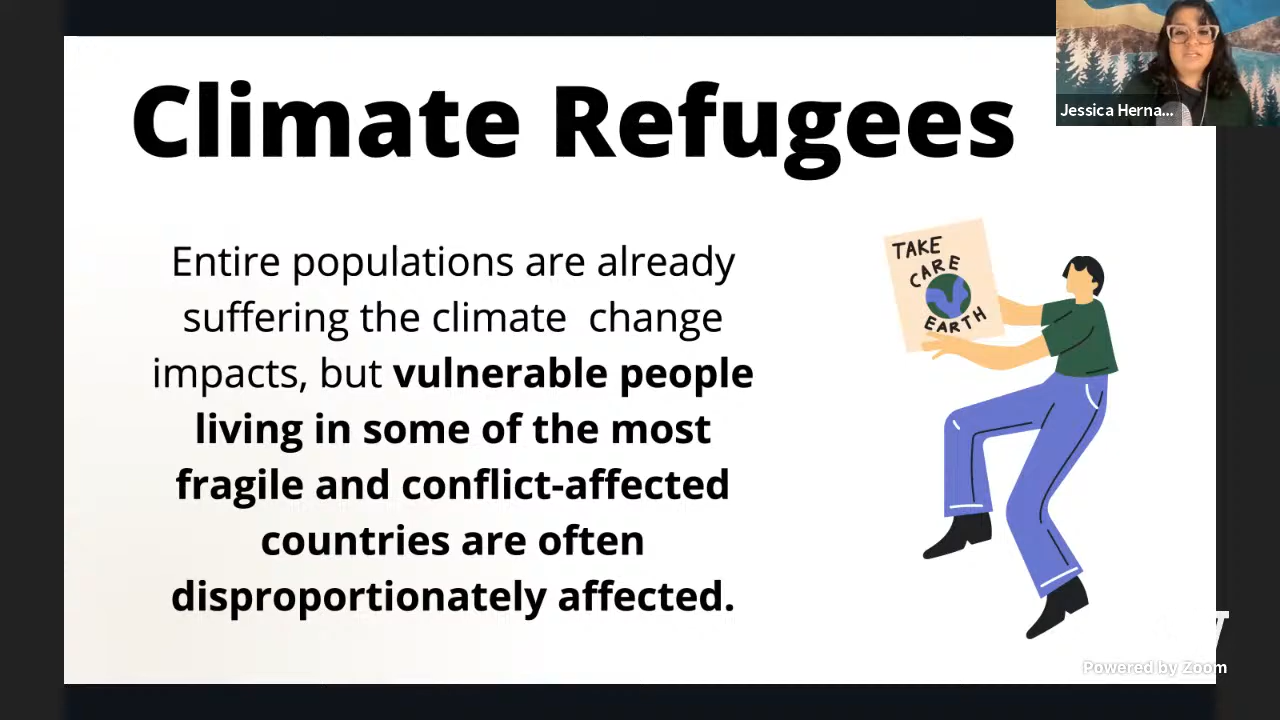 Climate Refugees
Jessica Herna...
Entire populations are already
suffering the climate  change
impacts, but vulnerable people
living in some of the most
fragile and conflict-affected
countries are often
disproportionately affected.
TAKE
CARE
EARTH
Powered by Zoom